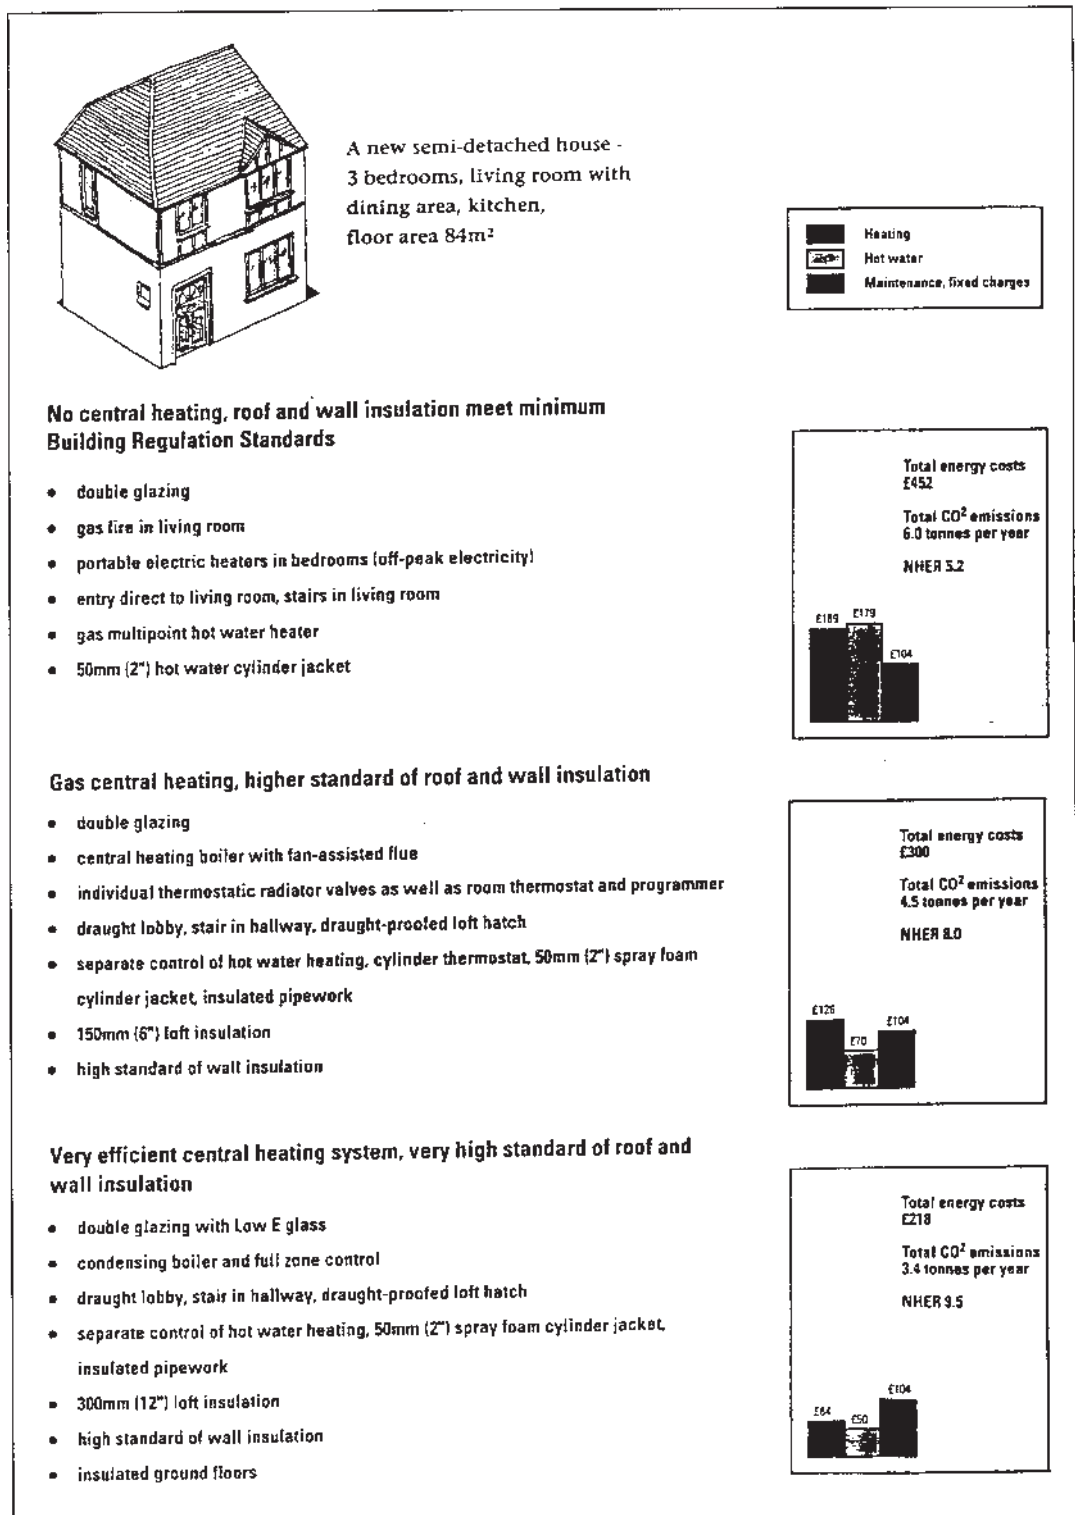 A new semi-detached house -
3 bedrooms, living room with
dining area, kitchen,
floor area 84m²
Heating
Hot water
Maintenance, fixed charges
No central heating, roof and wall insulation meet minimum
Building Regulation Standards
• double glazing
• gas fire in living room
• portable electric heaters in bedrooms (off-peak electricity)
• entry direct to living room, stairs in living room
• gas multipoint hot water heater
• 50mm (2") hot water cylinder jacket
Total energy costs
£452
Total CO² emissions
6.0 tonnes per year
NHER 5.2
£169 £179
£104
Gas central heating, higher standard of roof and wall insulation
• double glazing
• central heating boiler with fan-assisted flue
• individual thermostatic radiator valves as well as room thermostat and programmer
• draught lobby, stair in hallway, draught-proofed loft hatch
• separate control of hot water heating, cylinder thermostat, 50mm (2") spray foam
cylinder jacket, insulated pipework
• 150mm (6") loft insulation
• high standard of wall insulation
Total energy costs
£300
Total CO² emissions
4.5 tonnes per year
NHER 8.0
£126
£70
£104
Very efficient central heating system, very high standard of roof and
wall insulation
• double glazing with Low E glass
• condensing boiler and full zone control
• draught lobby, stair in hallway, draught-proofed loft hatch
• separate control of hot water heating, 50mm (2") spray foam cylinder jacket,
insulated pipework
• 300mm (12") loft insulation
• high standard of wall insulation
• insulated ground floors
Total energy costs
£218
Total CO² emissions
3.4 tonnes per year
NHER 9.5
£64
£50
£104